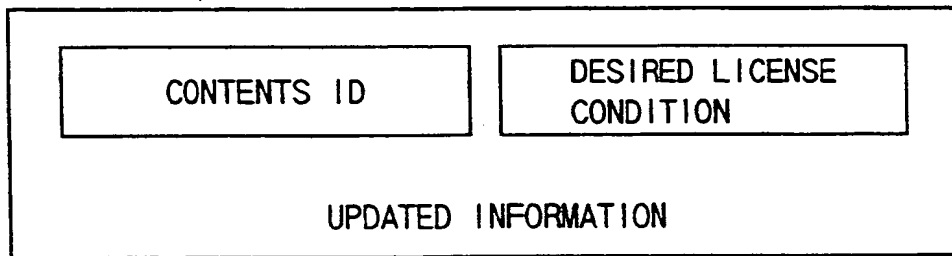 CONTENTS ID
DESIRED LICENSE
CONDITION
UPDATED INFORMATION